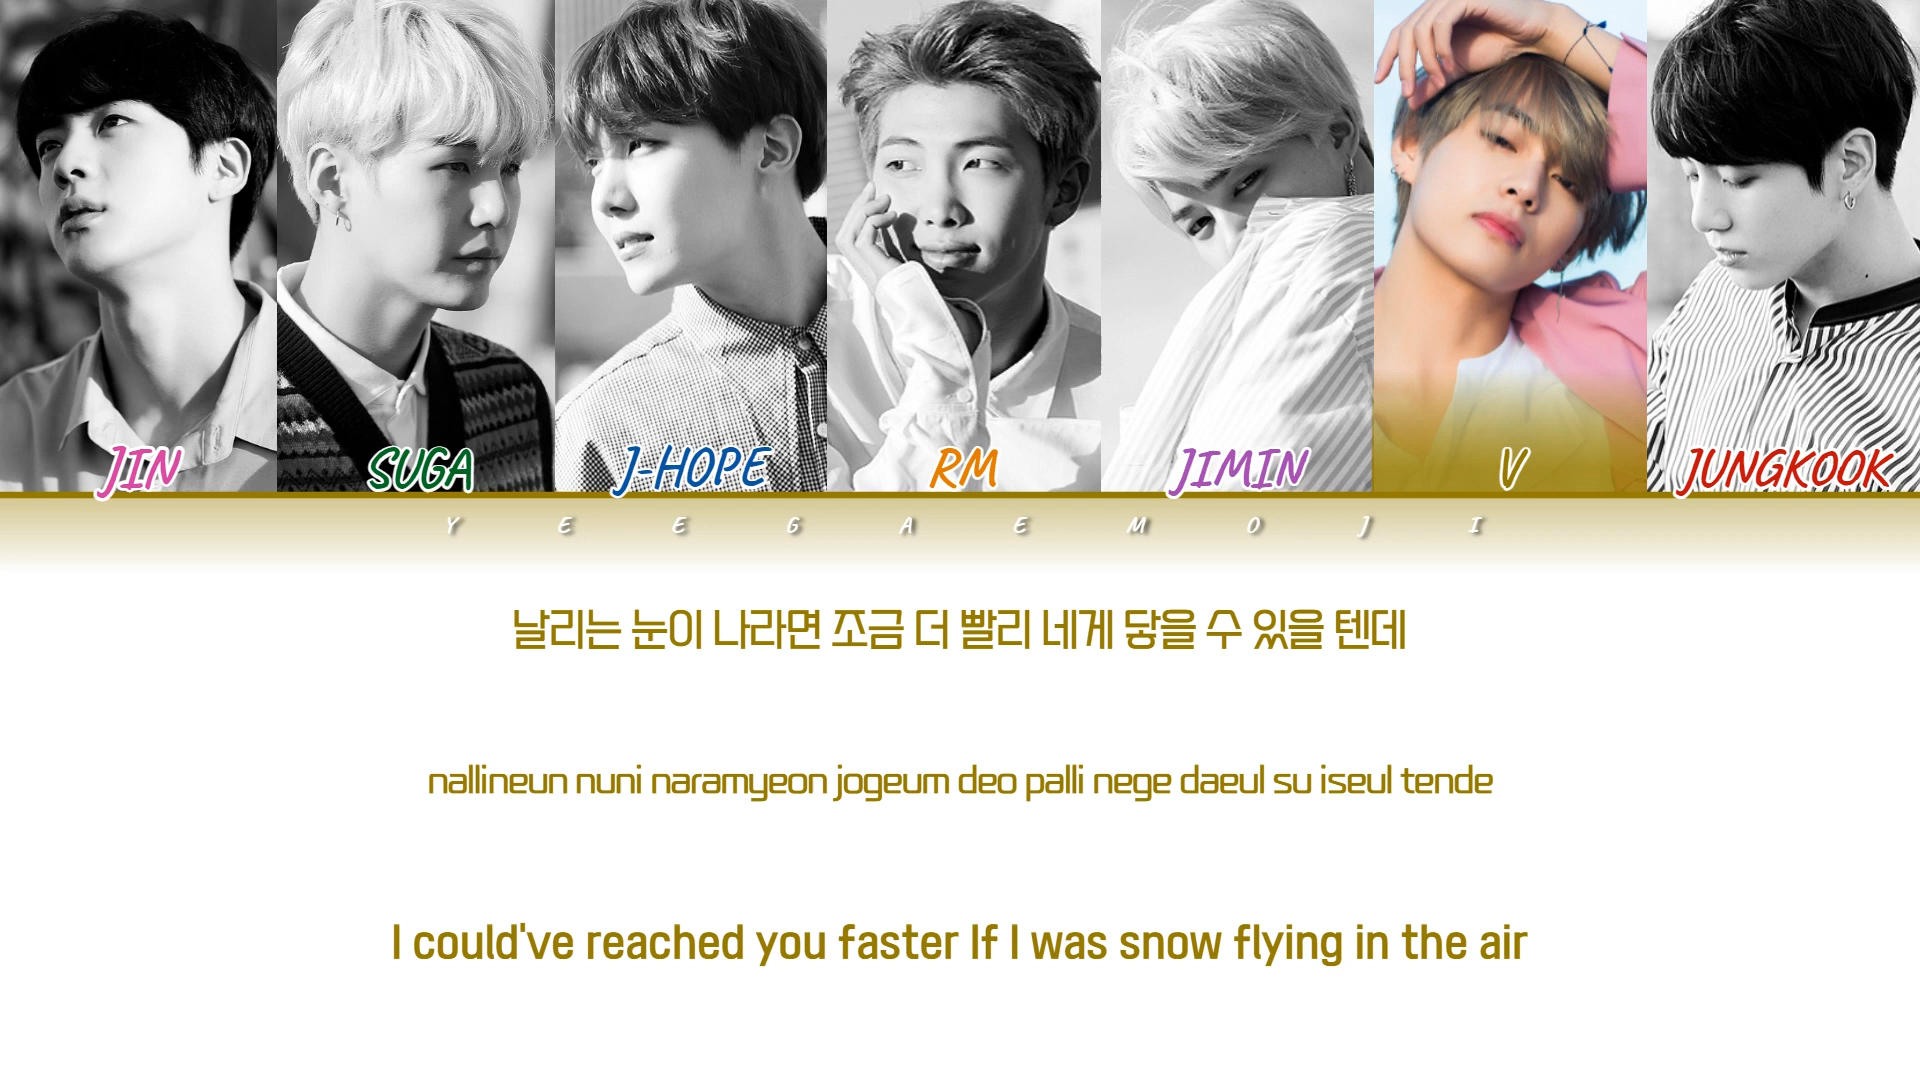 JIN SUGA J-HOPE RM JIMIN V JUNGKOOK
Y E E G A E M O J I
날리는 눈이 나라면 조금 더 빨리 네게 닿을 수 있을 텐데
nallineun nuni naramyeon jogeum deo palli nege daeul su iseul tende
I could've reached you faster If I was snow flying in the air